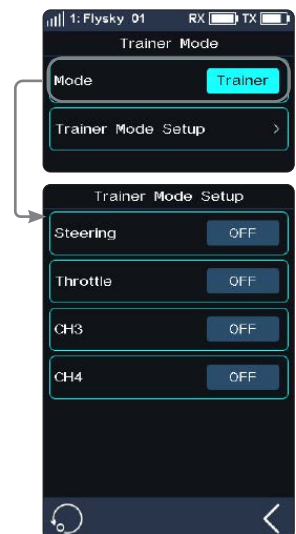 1: Flysky 01 RX TX
Trainer Mode
Mode Trainer
Trainer Mode Setup >
Trainer Mode Setup
Steering OFF
Throttle OFF
CH3 OFF
CH4 OFF